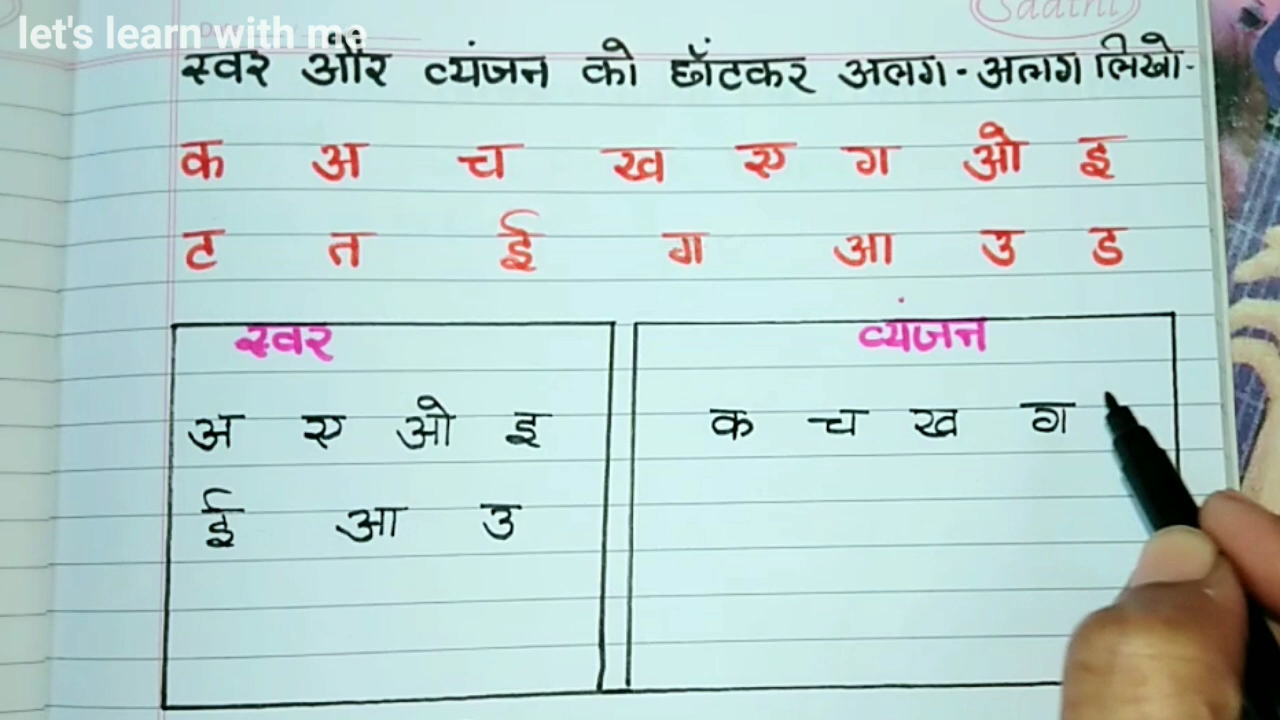 let's learn with me
Saathi
स्वर और व्यंजन को छाँटकर अलग-अलग लिखो-
क अ च ख ए ग ओ इ
ट त ई ग आ उ ड
स्वर व्यंजन
अ ए ओ इ क च ख ग
ई आ उ